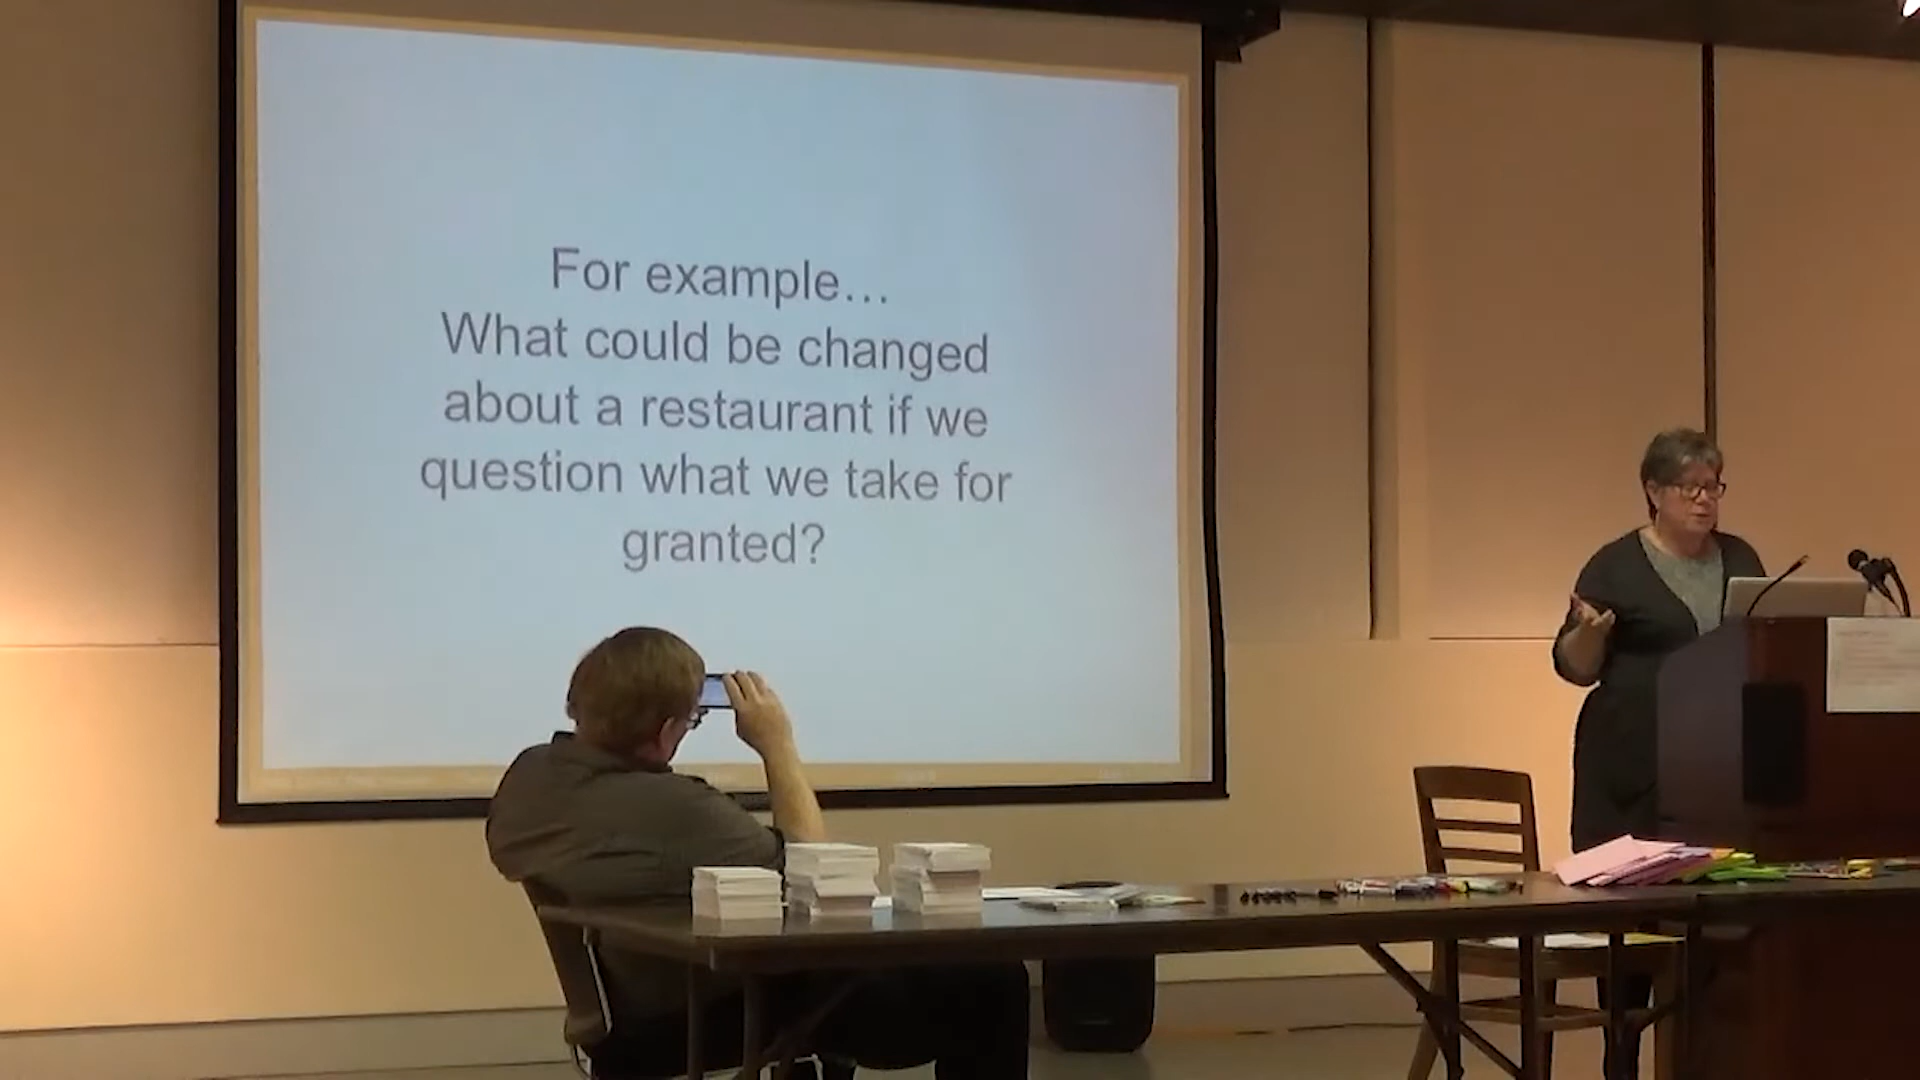 For example…
What could be changed
about a restaurant if we
question what we take for
granted?